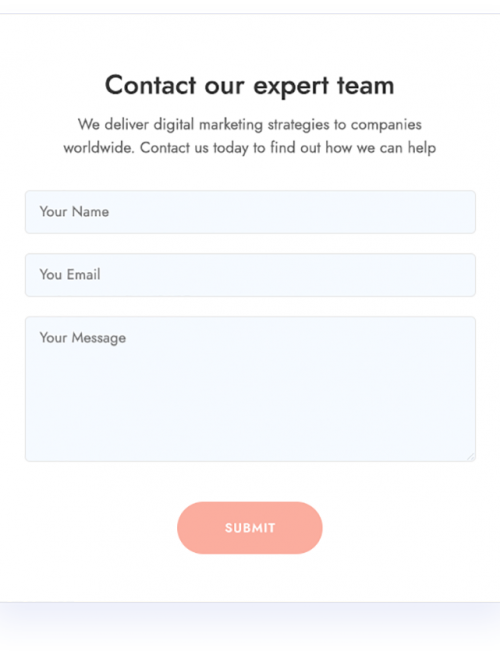 Contact our expert team
We deliver digital marketing strategies to companies
worldwide. Contact us today to find out how we can help
Your Name
You Email
Your Message
SUBMIT